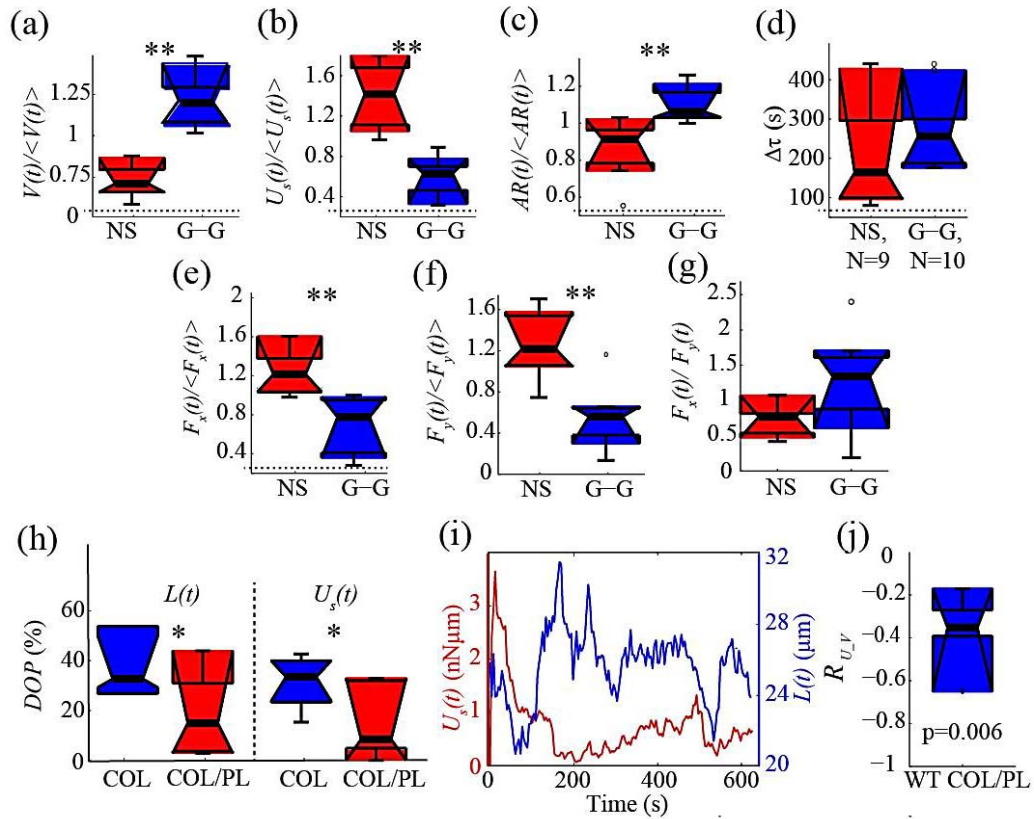 (a)
**
V(t)/<V(t)>
1.25
1
0.75
0
NS
G–G
(b)
**
U_s(t)/<U_s(t)>
1.6
1.2
0.8
0.4
NS
G–G
(c)
**
AR(t)/<AR(t)>
1.2
1
0.8
0.6
NS
G–G
(d)
Δτ (s)
400
300
200
100
NS,
N=9
G–G,
N=10
(e)
**
F_x(t)/<F_x(t)>
2
1.6
1.2
0.8
0.4
NS
G–G
(f)
**
F_y(t)/<F_y(t)>
1.6
1.2
0.8
0.4
0
NS
G–G
(g)
F_x(t)/ F_y(t)
2.5
2
1.5
1
0.5
0
NS
G–G
(h)
DOP (%)
60
40
20
0
L(t)
*
U_s(t)
*
COL
COL/PL
COL
COL/PL
(i)
U_s(t) (nNμm)
3
2
1
0
L(t) (μm)
32
28
24
20
0
200
400
600
Time (s)
(j)
R_U_V
0
−0.2
−0.4
−0.6
−0.8
−1
p=0.006
WT COL/PL